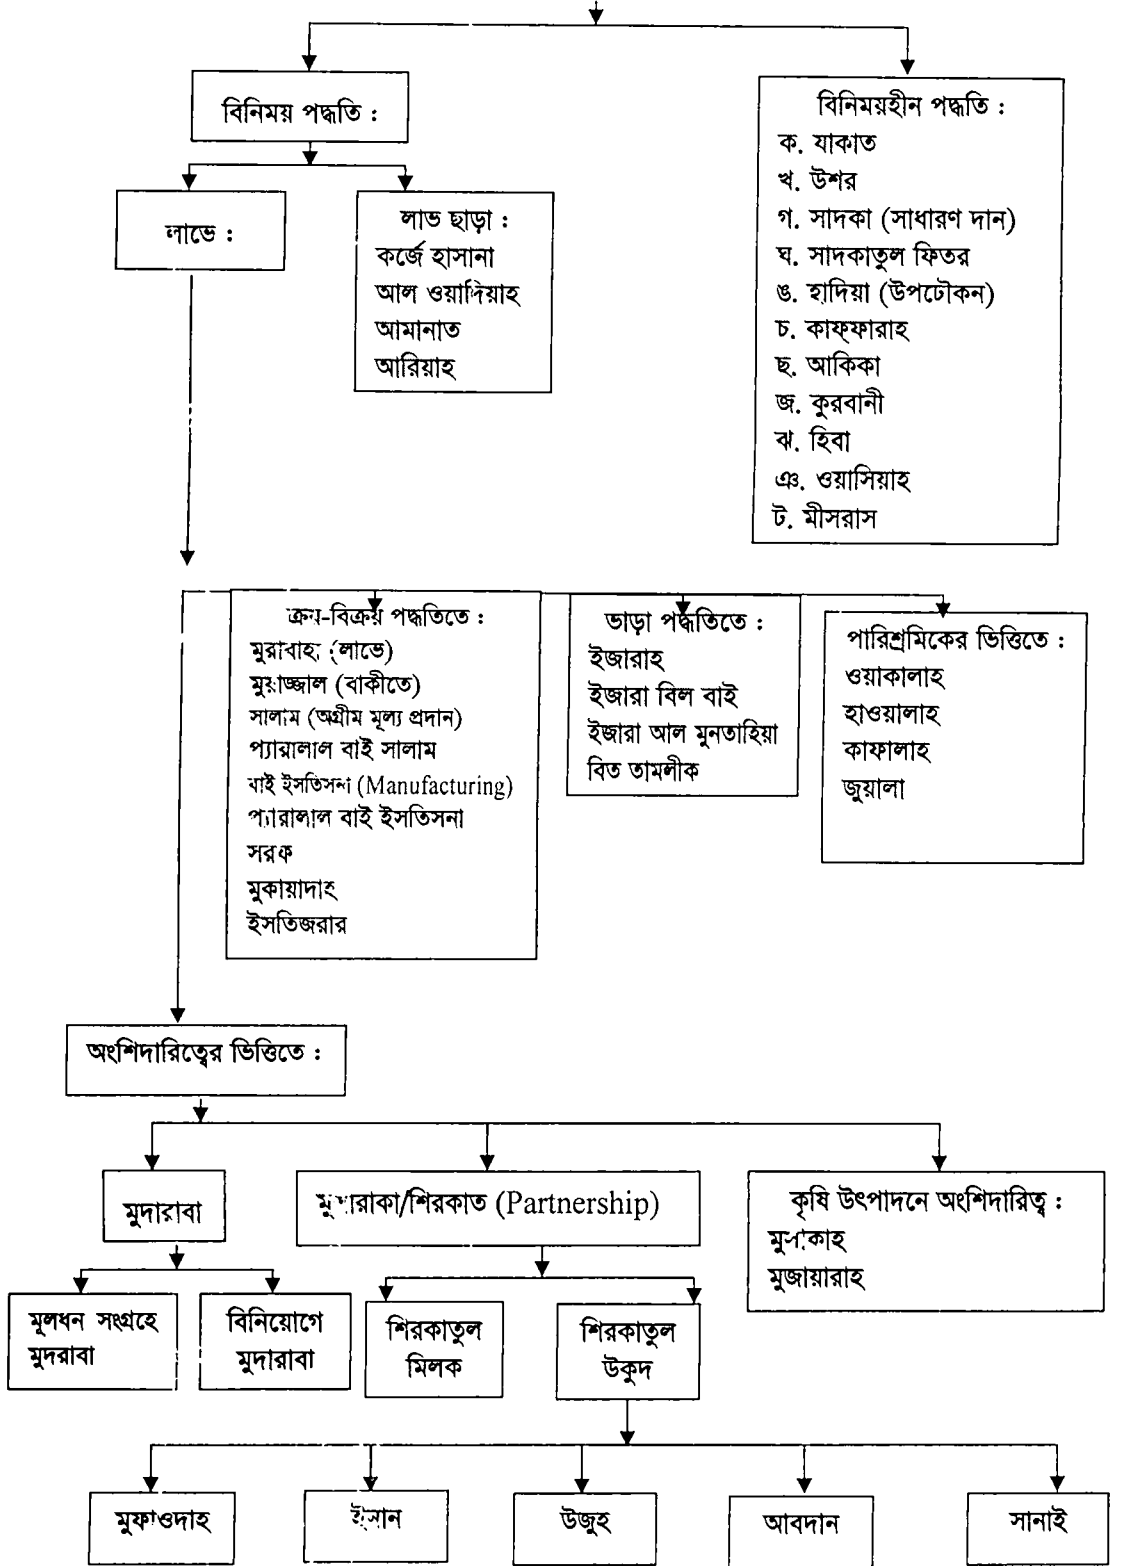 বিনিময় পদ্ধতি :
লাভে :
লাভ ছাড়া :
কর্জে হাসানা
আল ওয়াদিয়াহ
আমানাত
আরিয়াহ
বিনিময়হীন পদ্ধতি :
ক. যাকাত
খ. উশর
গ. সাদকা (সাধারণ দান)
ঘ. সাদকাতুল ফিতর
ঙ. হাদিয়া (উপঢৌকন)
চ. কাফ্ফারাহ
ছ. আকিকা
জ. কুরবানী
ঝ. হিবা
ঞ. ওয়াসিয়াহ
ট. মীসরাস
ক্রয়-বিক্রয় পদ্ধতিতে :
মুরাবাহা (লাভে)
মুয়াজ্জাল (বাকীতে)
সালাম (অগ্রীম মূল্য প্রদান)
প্যারালাল বাই সালাম
বাই ইসতিসনা (Manufacturing)
প্যারালাল বাই ইসতিসনা
সরফ
মুকায়াদাহ
ইসতিজরার
ভাড়া পদ্ধতিতে :
ইজারাহ
ইজারা বিল বাই
ইজারা আল মুনতাহিয়া
বিত তামলীক
পারিশ্রমিকের ভিত্তিতে :
ওয়াকালাহ
হাওয়ালাহ
কাফালাহ
জুয়ালা
অংশিদারিত্বের ভিত্তিতে :
মুদারাবা
মুশারাকা/শিরকাত (Partnership)
কৃষি উৎপাদনে অংশিদারিত্ব :
মুসাকাহ
মুজায়ারাহ
মূলধন সংগ্রহে
মুদরাবা
বিনিয়োগে
মুদারাবা
শিরকাতুল
মিলক
শিরকাতুল
উকুদ
মুফাওদাহ
ইনান
উজুহ
আবদান
সানাই